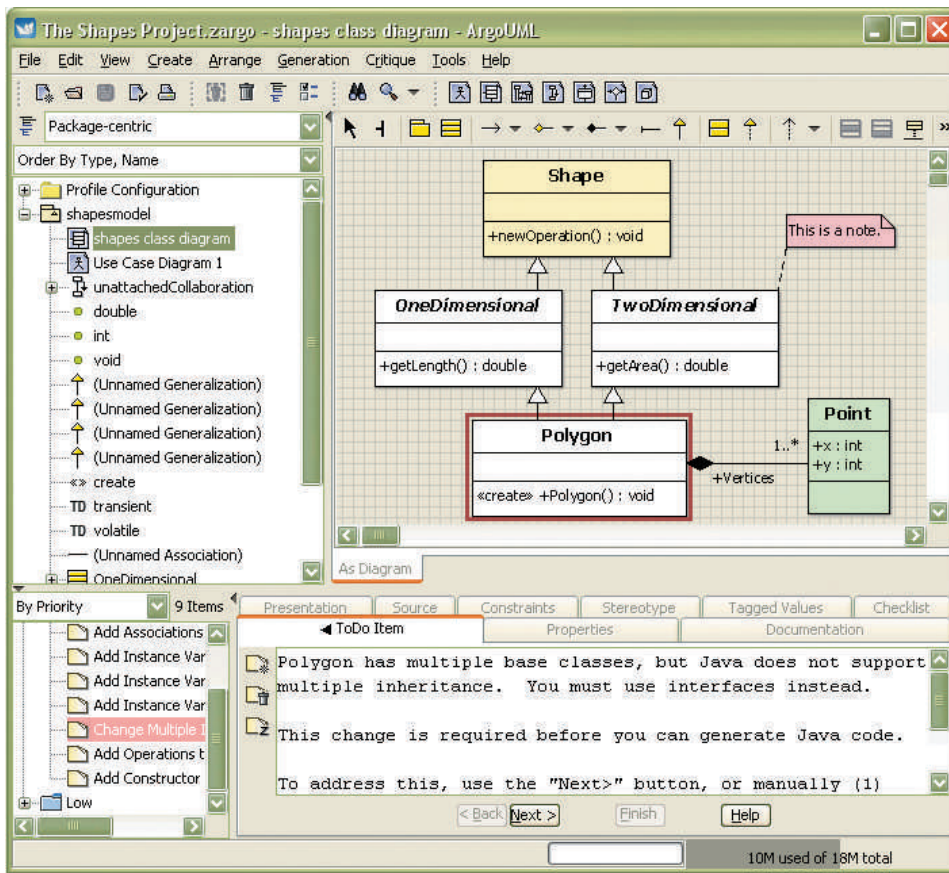 The Shapes Project.zargo - shapes class diagram - ArgoUML
File Edit View Create Arrange Generation Critique Tools Help
Package-centric
Order By Type, Name
Profile Configuration
shapesmodel
shapes class diagram
Use Case Diagram 1
unattachedCollaboration
double
int
void
(Unnamed Generalization)
(Unnamed Generalization)
(Unnamed Generalization)
(Unnamed Generalization)
«» create
TD transient
TD volatile
(Unnamed Association)
OneDimensional
Shape
+newOperation() : void
This is a note.
OneDimensional
+getLength() : double
TwoDimensional
+getArea() : double
Polygon
«create» +Polygon() : void
1..*
+Vertices
Point
+x : int
+y : int
As Diagram
By Priority
9 Items
Add Associations
Add Instance Var
Add Instance Var
Add Instance Var
Change Multiple I
Add Operations t
Add Constructor
Low
Presentation Source Constraints Stereotype Tagged Values Checklist
ToDo Item Properties Documentation
Polygon has multiple base classes, but Java does not support
multiple inheritance. You must use interfaces instead.
This change is required before you can generate Java code.
To address this, use the "Next>" button, or manually (1)
< Back Next > Finish Help
10M used of 18M total